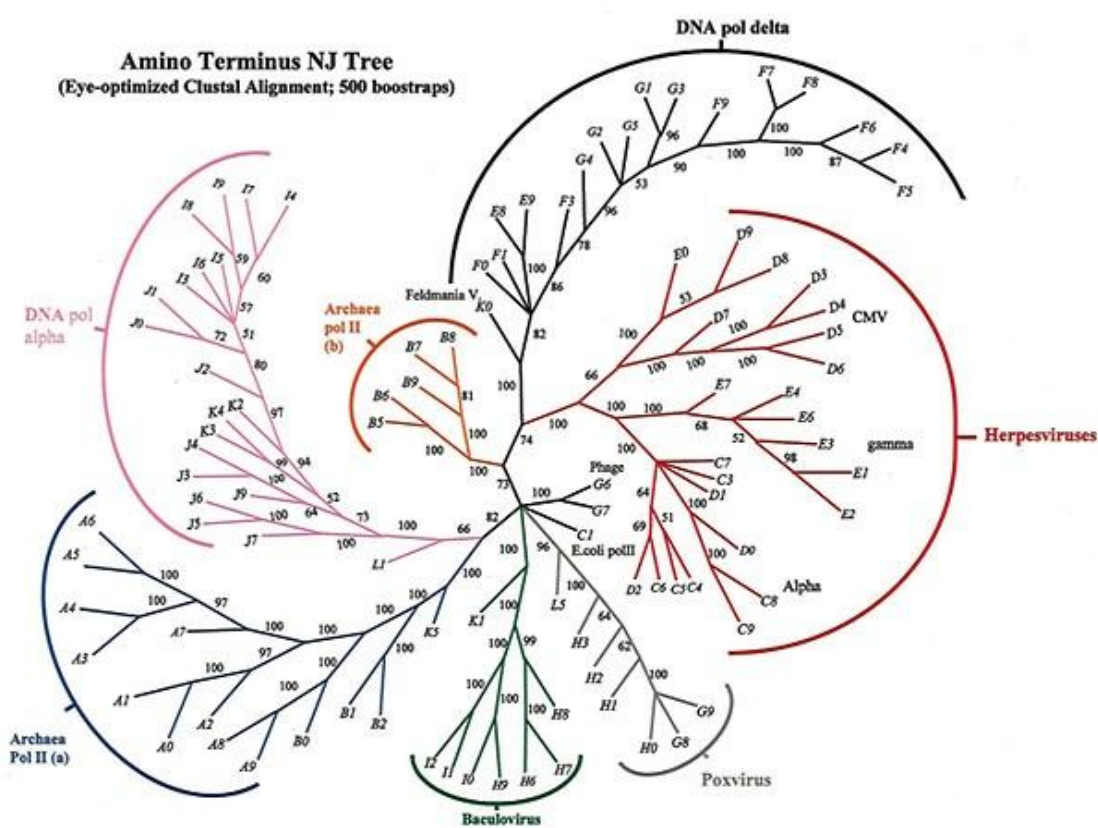 DNA pol delta
Amino Terminus NJ Tree
(Eye-optimized Clustal Alignment; 500 boostraps)
F7
F8
G1
G3
F9
F6
F4
F5
G2
G5
G4
96
100
90
100
100
87
53
96
78
E8
E9
F3
F1
F0
100
86
Feldmania V.
K0
82
100
I9
I7
I4
I8
I5
I6
I3
59
60
57
51
J1
J0
72
80
J2
97
K4
K2
K3
J4
J3
99
94
100
J9
J6
J5
J7
52
64
73
100
100
100
66
L1
DNA pol
alpha
Archaea
pol II
(b)
B8
B7
B9
B6
B5
81
100
100
100
74
73
82
D9
E0
D8
53
D3
D4
D5
D6
D7
CMV
100
100
100
100
100
66
100
E7
E4
E6
E3
E1
E2
gamma
100
100
68
52
98
100
C7
C3
D1
D0
C8
C9
Alpha
64
51
69
100
100
D2
C6
C5
C4
Herpesviruses
Phage
G6
G7
100
C1
E.coli polII
96
L5
100
H3
64
H2
62
H1
100
G9
G8
H0
Poxvirus
100
K1
100
99
100
100
100
100
H8
H7
H6
H9
I0
I1
I2
Baculovirus
100
K5
100
100
100
B1
B2
100
100
97
100
97
100
100
A6
A5
A4
A3
A7
A1
A0
A2
A8
A9
B0
Archaea
Pol II (a)